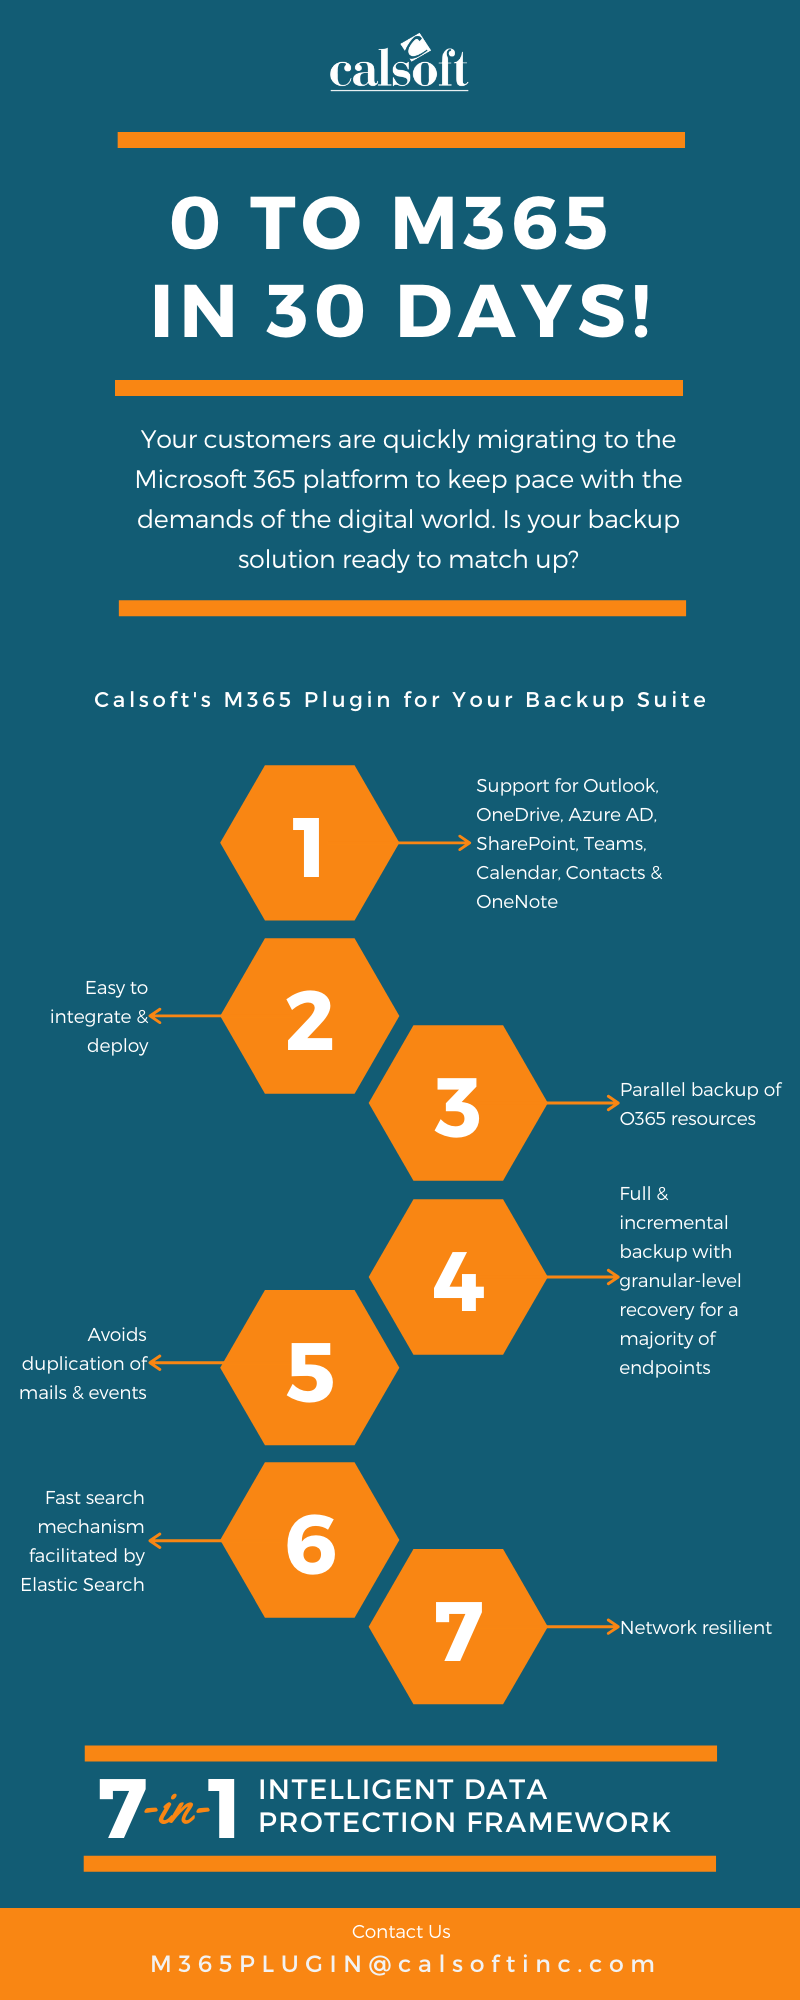 calsoft
0 TO M365
IN 30 DAYS!
Your customers are quickly migrating to the
Microsoft 365 platform to keep pace with the
demands of the digital world. Is your backup
solution ready to match up?
Calsoft's M365 Plugin for Your Backup Suite
1
Support for Outlook,
OneDrive, Azure AD,
SharePoint, Teams,
Calendar, Contacts &
OneNote
2
Easy to
integrate &
deploy
3
Parallel backup of
O365 resources
4
Full &
incremental
backup with
granular-level
recovery for a
majority of
endpoints
5
Avoids
duplication of
mails & events
6
Fast search
mechanism
facilitated by
Elastic Search
7
Network resilient
7-in-1
INTELLIGENT DATA
PROTECTION FRAMEWORK
Contact Us
M365PLUGIN@calsoftinc.com